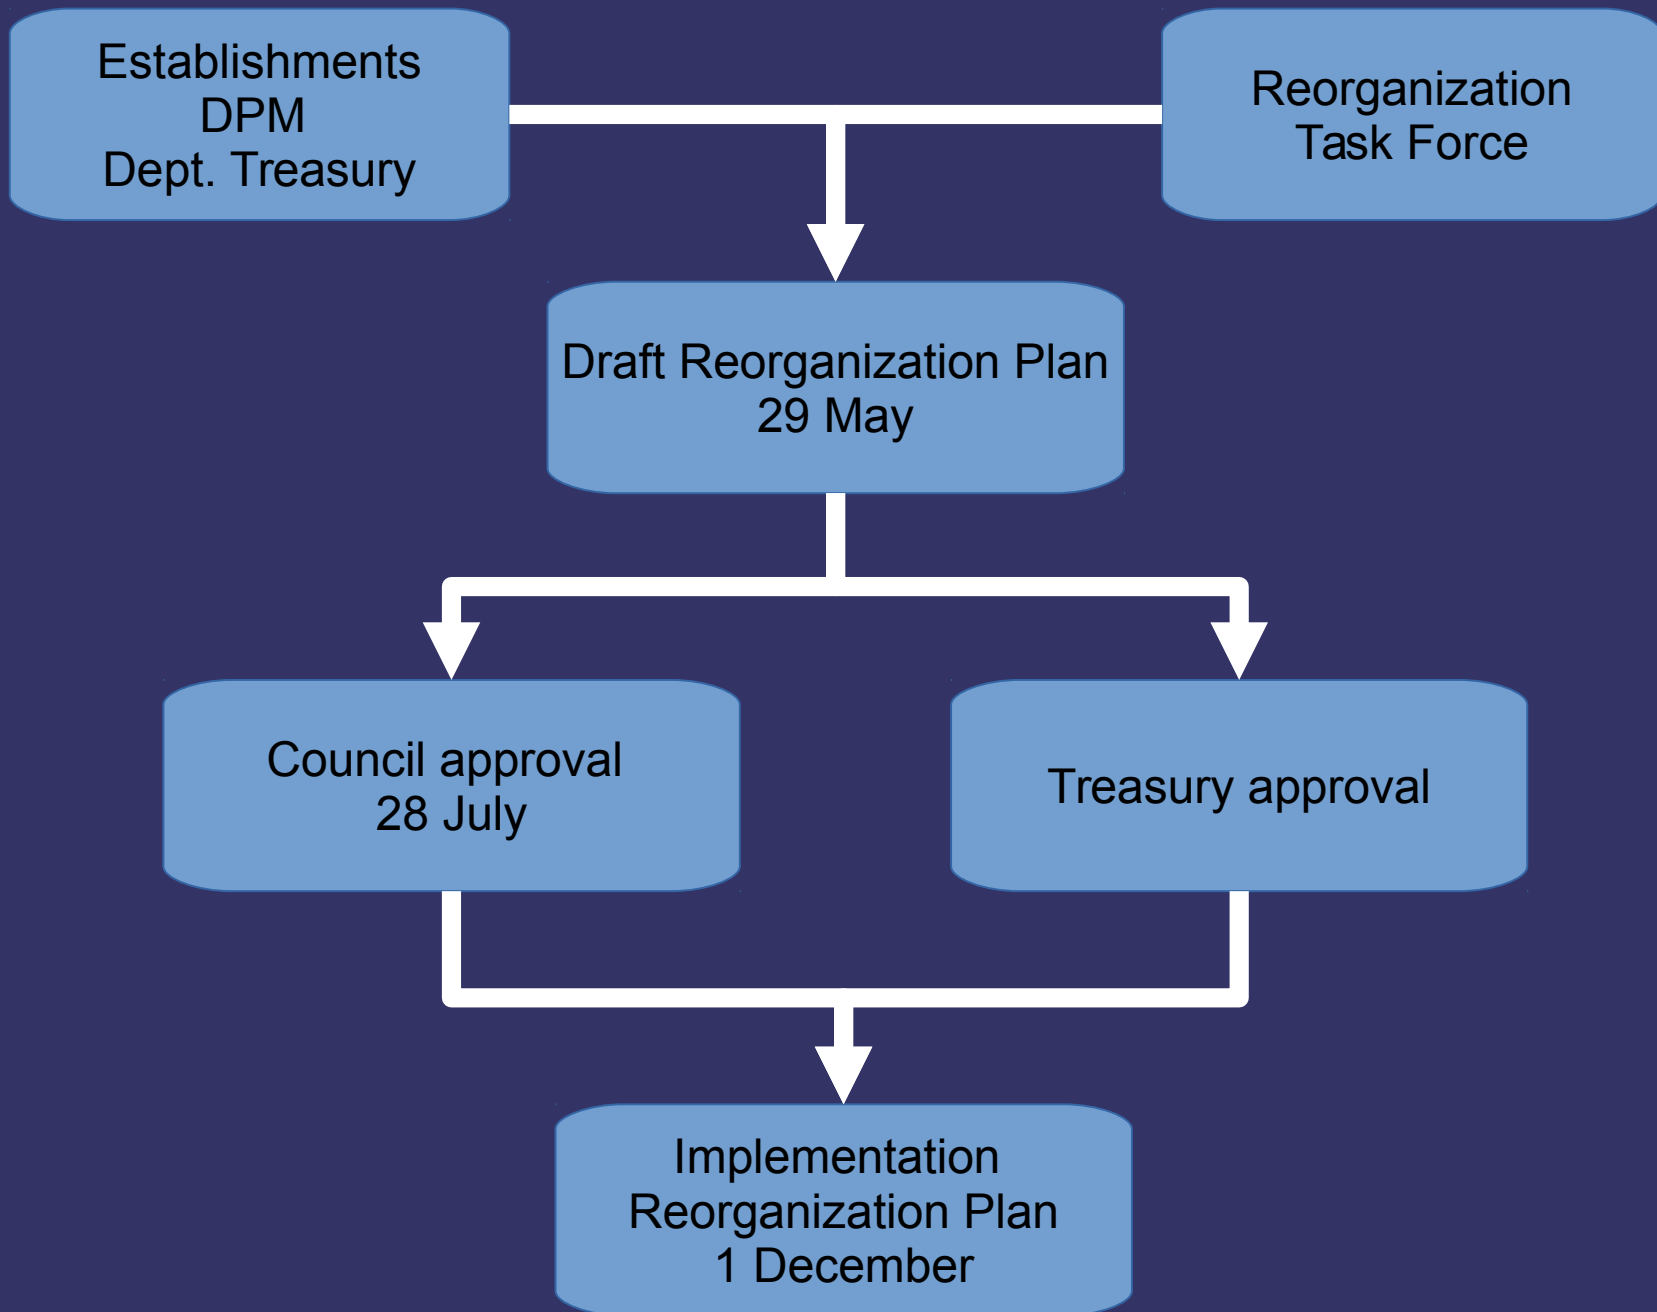 Establishments
DPM
Dept. Treasury
Reorganization
Task Force
Draft Reorganization Plan
29 May
Council approval
28 July
Treasury approval
Implementation
Reorganization Plan
1 December